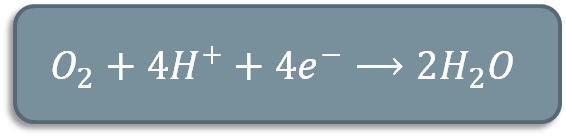 O₂ + 4H⁺ + 4e⁻ ⟶ 2H₂O